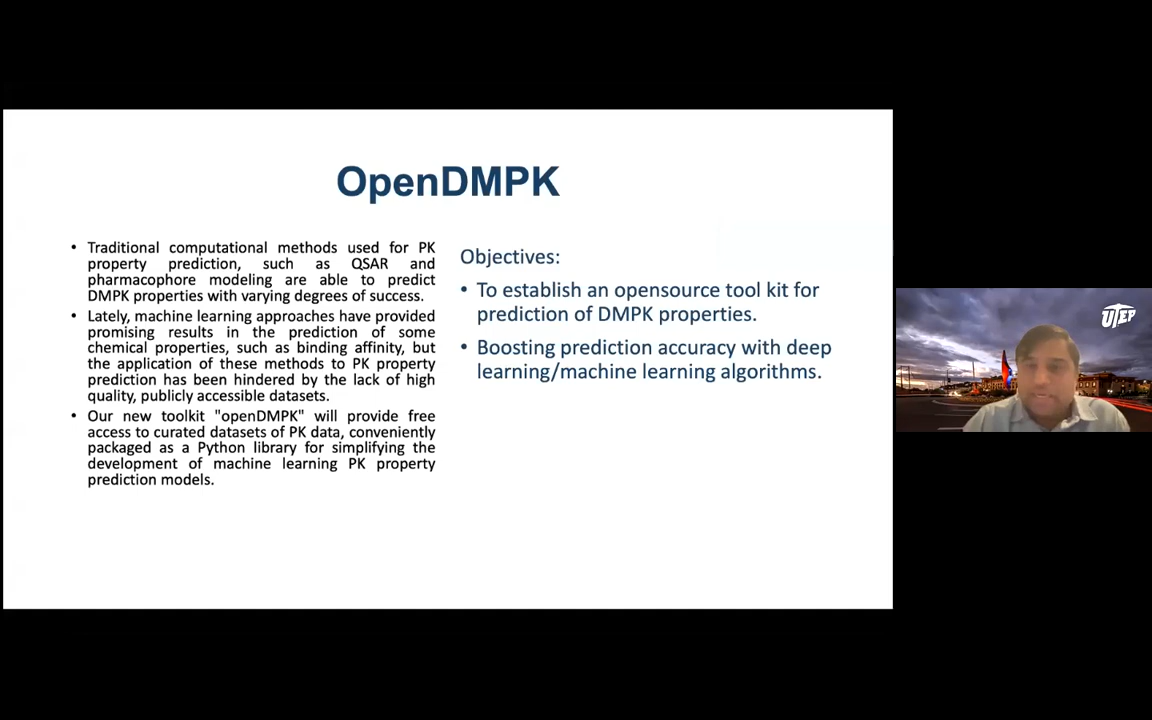 OpenDMPK
• Traditional computational methods used for PK
property prediction, such as QSAR and
pharmacophore modeling are able to predict
DMPK properties with varying degrees of success.
• Lately, machine learning approaches have provided
promising results in the prediction of some
chemical properties, such as binding affinity, but
the application of these methods to PK property
prediction has been hindered by the lack of high
quality, publicly accessible datasets.
• Our new toolkit "openDMPK" will provide free
access to curated datasets of PK data, conveniently
packaged as a Python library for simplifying the
development of machine learning PK property
prediction models.
Objectives:
• To establish an opensource tool kit for
prediction of DMPK properties.
• Boosting prediction accuracy with deep
learning/machine learning algorithms.
UTEP